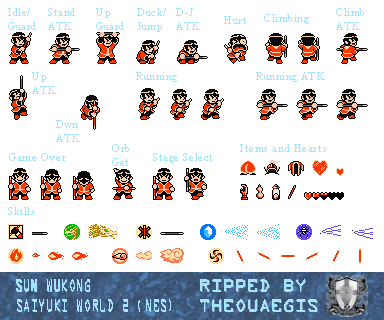 Idle/ Stand Up Duck/ D-J Hurt Climbing Climb
Guard ATK Guard Jump ATK ATK
Up
ATK
Running
Running ATK
Dwn
ATK
Game Over
Orb
Get
Stage Select
Items and Hearts
Skills
SUN WUKONG
SAIYUKI WORLD 2 (NES)
RIPPED BY
THEOUAEGIS